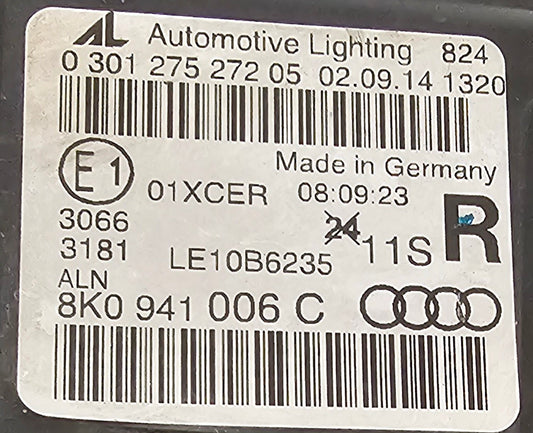 AL Automotive Lighting 824
0 301 275 272 05 02.09.14 1320
Made in Germany
E1 01XCER 08:09:23
3066 24 11S R
3181 LE10B6235
ALN
8K0 941 006 C